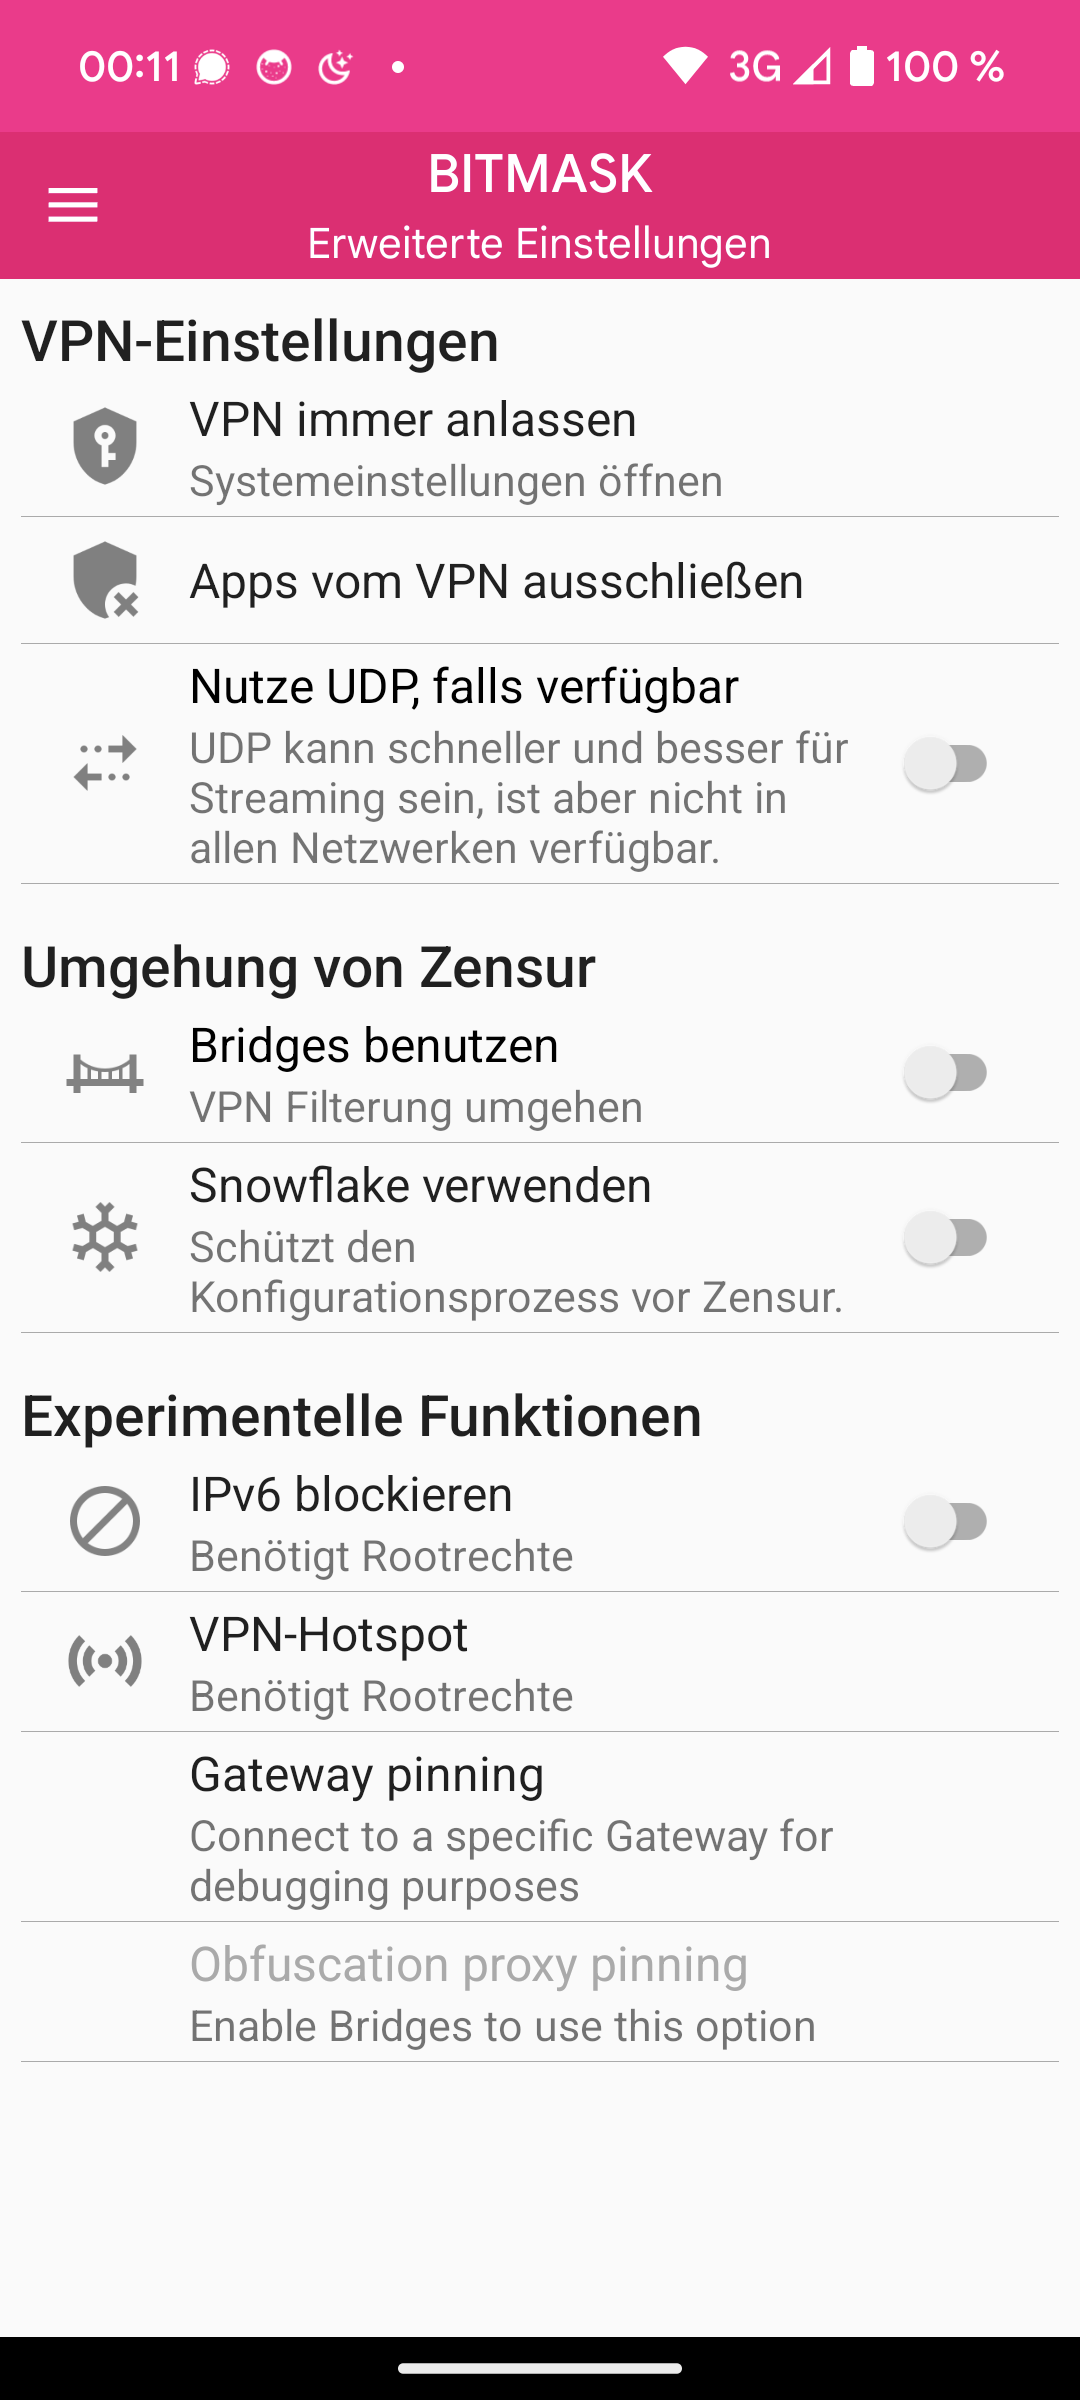 00:11
3G
100 %
BITMASK
Erweiterte Einstellungen
VPN-Einstellungen
VPN immer anlassen
Systemeinstellungen öffnen
Apps vom VPN ausschließen
Nutze UDP, falls verfügbar
UDP kann schneller und besser für
Streaming sein, ist aber nicht in
allen Netzwerken verfügbar.
Umgehung von Zensur
Bridges benutzen
VPN Filterung umgehen
Snowflake verwenden
Schützt den
Konfigurationsprozess vor Zensur.
Experimentelle Funktionen
IPv6 blockieren
Benötigt Rootrechte
VPN-Hotspot
Benötigt Rootrechte
Gateway pinning
Connect to a specific Gateway for
debugging purposes
Obfuscation proxy pinning
Enable Bridges to use this option